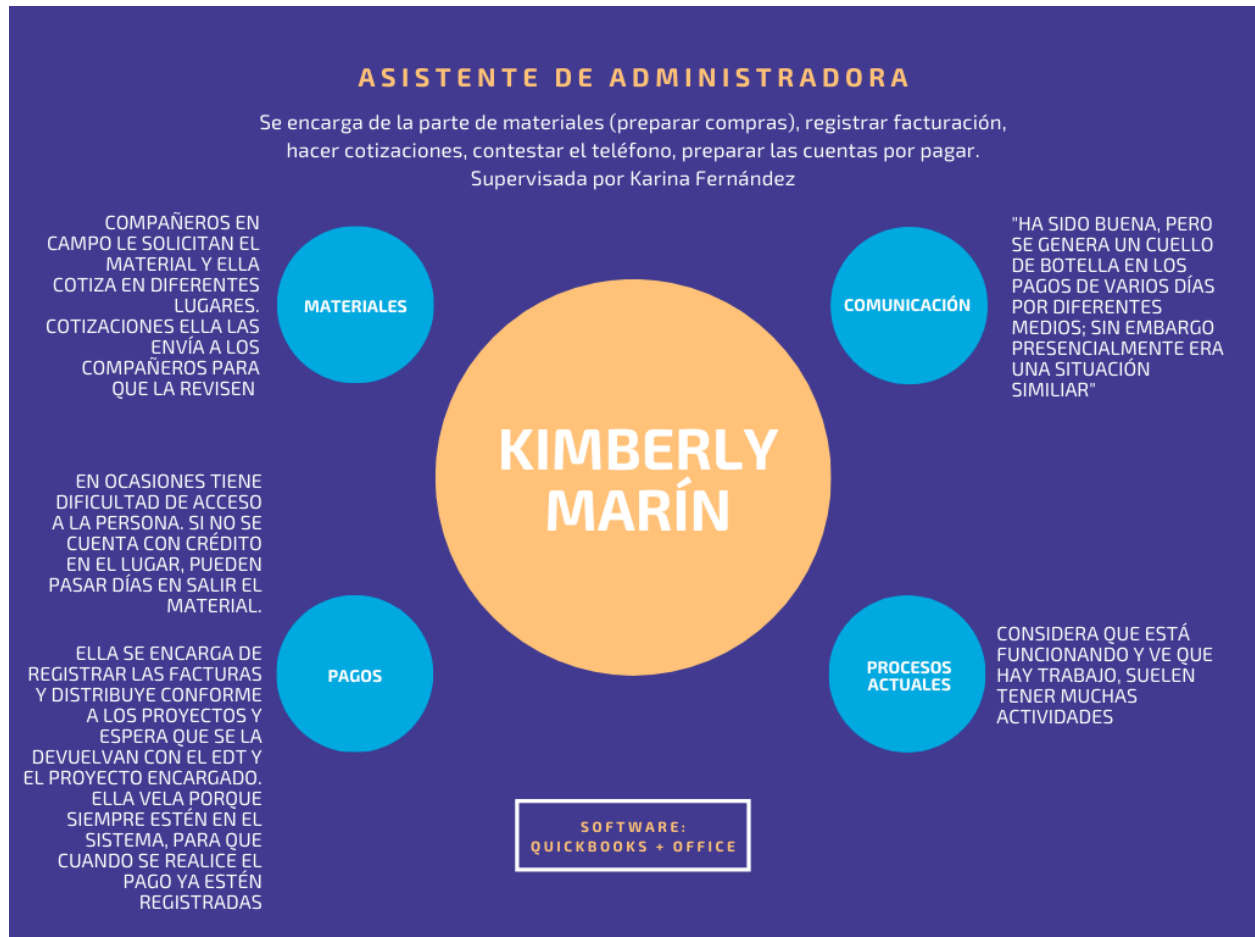 ASISTENTE DE ADMINISTRADORA
Se encarga de la parte de materiales (preparar compras), registrar facturación,
hacer cotizaciones, contestar el teléfono, preparar las cuentas por pagar.
Supervisada por Karina Fernández
COMPAÑEROS EN
CAMPO LE SOLICITAN EL
MATERIAL Y ELLA
COTIZA EN DIFERENTES
LUGARES.
COTIZACIONES ELLA LAS
ENVÍA A LOS
COMPAÑEROS PARA
QUE LA REVISEN
MATERIALES
COMUNICACIÓN
"HA SIDO BUENA, PERO
SE GENERA UN CUELLO
DE BOTELLA EN LOS
PAGOS DE VARIOS DÍAS
POR DIFERENTES
MEDIOS; SIN EMBARGO
PRESENCIALMENTE ERA
UNA SITUACIÓN
SIMILIAR"
KIMBERLY
MARÍN
EN OCASIONES TIENE
DIFICULTAD DE ACCESO
A LA PERSONA. SI NO SE
CUENTA CON CRÉDITO
EN EL LUGAR, PUEDEN
PASAR DÍAS EN SALIR EL
MATERIAL.
ELLA SE ENCARGA DE
REGISTRAR LAS FACTURAS
Y DISTRIBUYE CONFORME
A LOS PROYECTOS Y
ESPERA QUE SE LA
DEVUELVAN CON EL EDT Y
EL PROYECTO ENCARGADO.
ELLA VELA PORQUE
SIEMPRE ESTÉN EN EL
SISTEMA, PARA QUE
CUANDO SE REALICE EL
PAGO YA ESTÉN
REGISTRADAS
PAGOS
PROCESOS
ACTUALES
CONSIDERA QUE ESTÁ
FUNCIONANDO Y VE QUE
HAY TRABAJO, SUELEN
TENER MUCHAS
ACTIVIDADES
SOFTWARE:
QUICKBOOKS + OFFICE